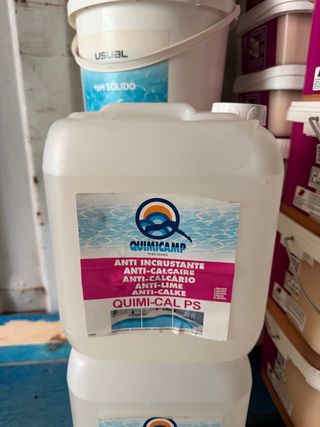 USUAL
pH SÓLIDO
QUIMICAMP
PISCINAS
ANTI INCRUSTANTE
ANTI-CALCAIRE
ANTI-CALCÁRIO
ANTI-LIME
ANTI-CALKE
QUIMI-CAL PS